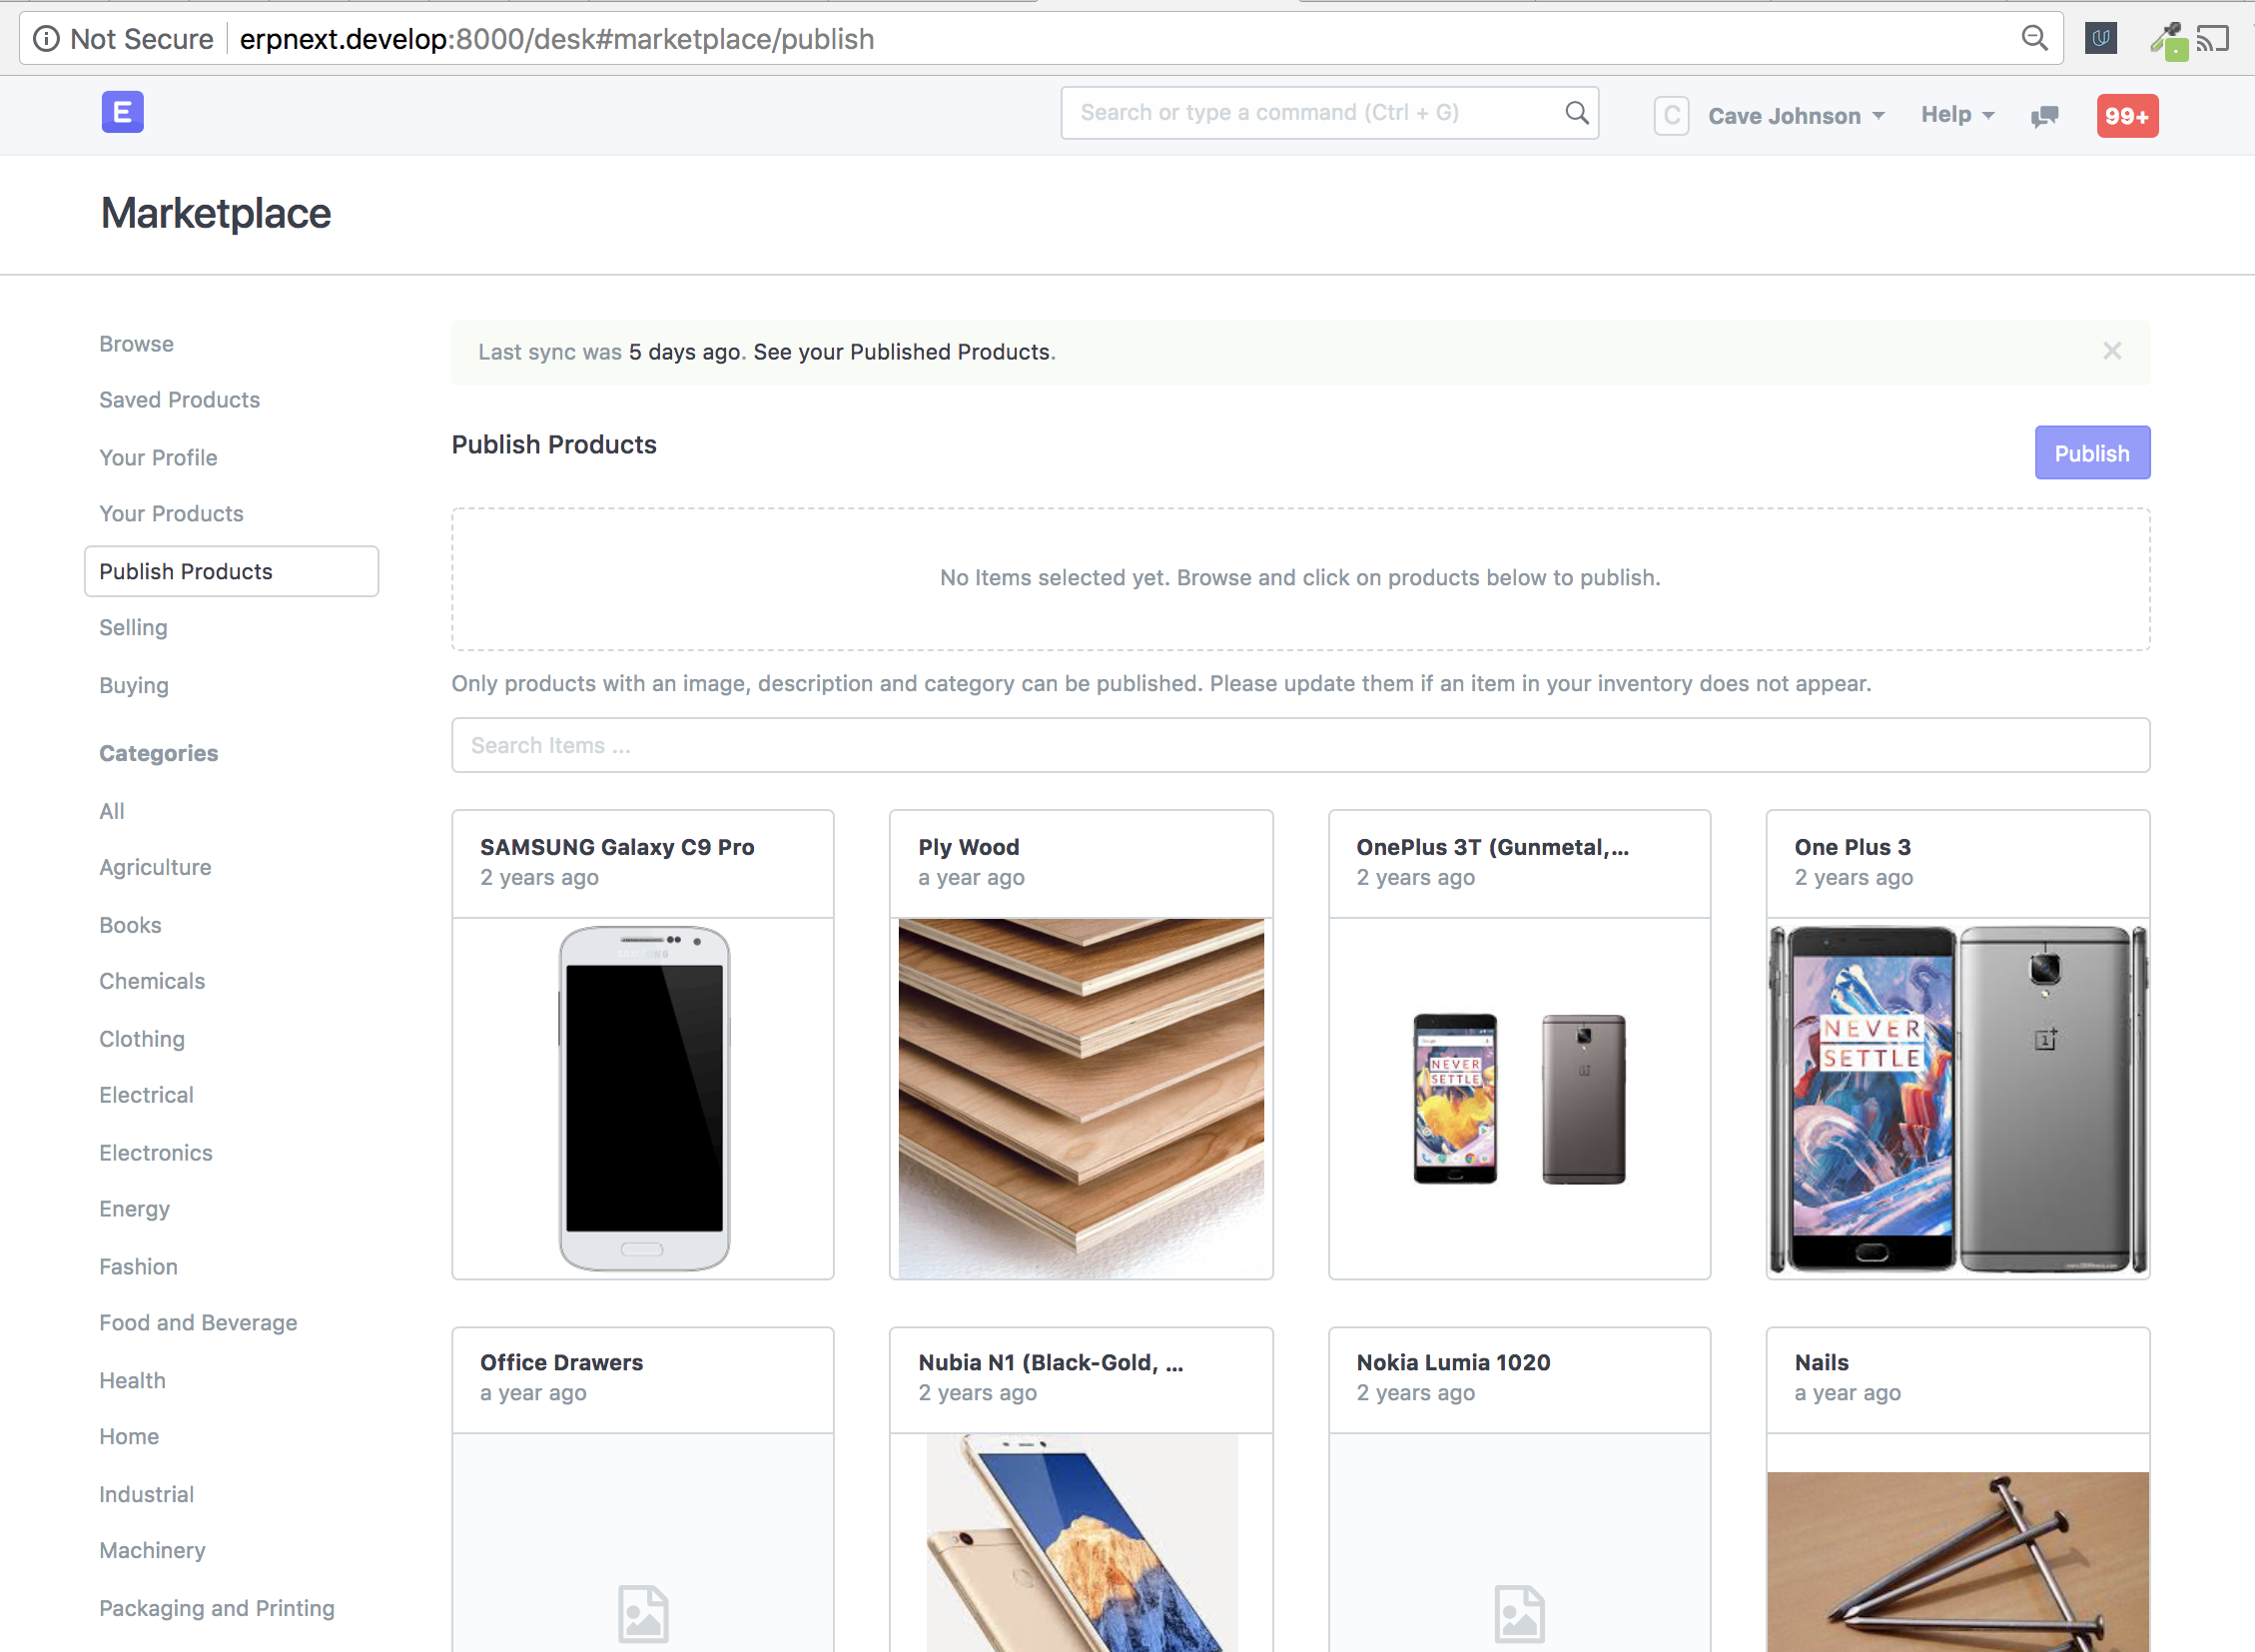 Not Secure erpnext.develop:8000/desk#marketplace/publish
E
Search or type a command (Ctrl + G)
C Cave Johnson Help 99+
Marketplace
Browse
Saved Products
Your Profile
Your Products
Publish Products
Selling
Buying
Categories
All
Agriculture
Books
Chemicals
Clothing
Electrical
Electronics
Energy
Fashion
Food and Beverage
Health
Home
Industrial
Machinery
Packaging and Printing
Last sync was 5 days ago. See your Published Products.
Publish Products
Publish
No Items selected yet. Browse and click on products below to publish.
Only products with an image, description and category can be published. Please update them if an item in your inventory does not appear.
Search Items ...
SAMSUNG Galaxy C9 Pro
2 years ago
SAMSUNG
Ply Wood
a year ago
OnePlus 3T (Gunmetal,...
2 years ago
NEVER
SETTLE
One Plus 3
2 years ago
NEVER
SETTLE
Office Drawers
a year ago
Nubia N1 (Black-Gold, ...
2 years ago
Nokia Lumia 1020
2 years ago
Nails
a year ago